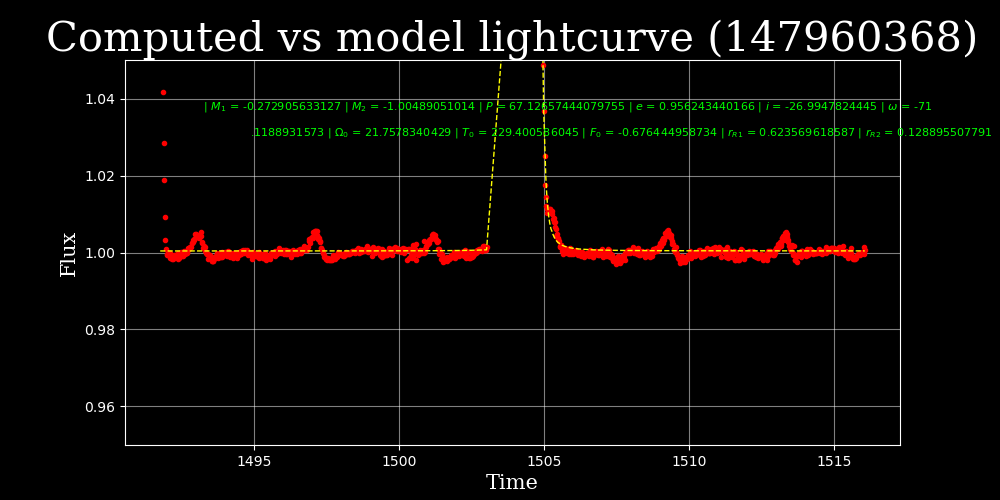 Computed vs model lightcurve (147960368)
| M1 = -0.272905633127 | M2 = -1.00489051014 | P = 67.12657444079755 | e = 0.956243440166 | i = -26.9947824445 | ω = -71
.1188931573 | Ω0 = 21.7578340429 | T0 = 229.400536045 | F0 = -0.676444958734 | rR1 = 0.623569618587 | rR2 = 0.128895507791
1.04
1.02
1.00
0.98
0.96
Flux
1495 1500 1505 1510 1515
Time